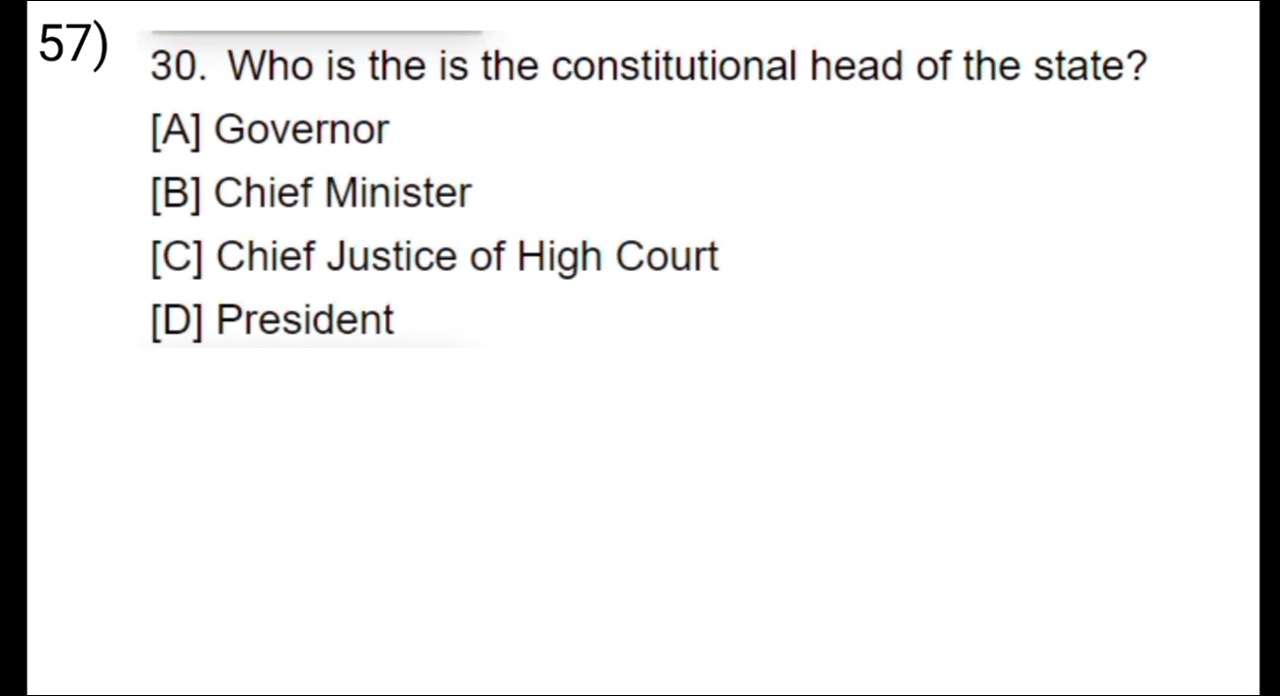 57)
30. Who is the is the constitutional head of the state?
[A] Governor
[B] Chief Minister
[C] Chief Justice of High Court
[D] President